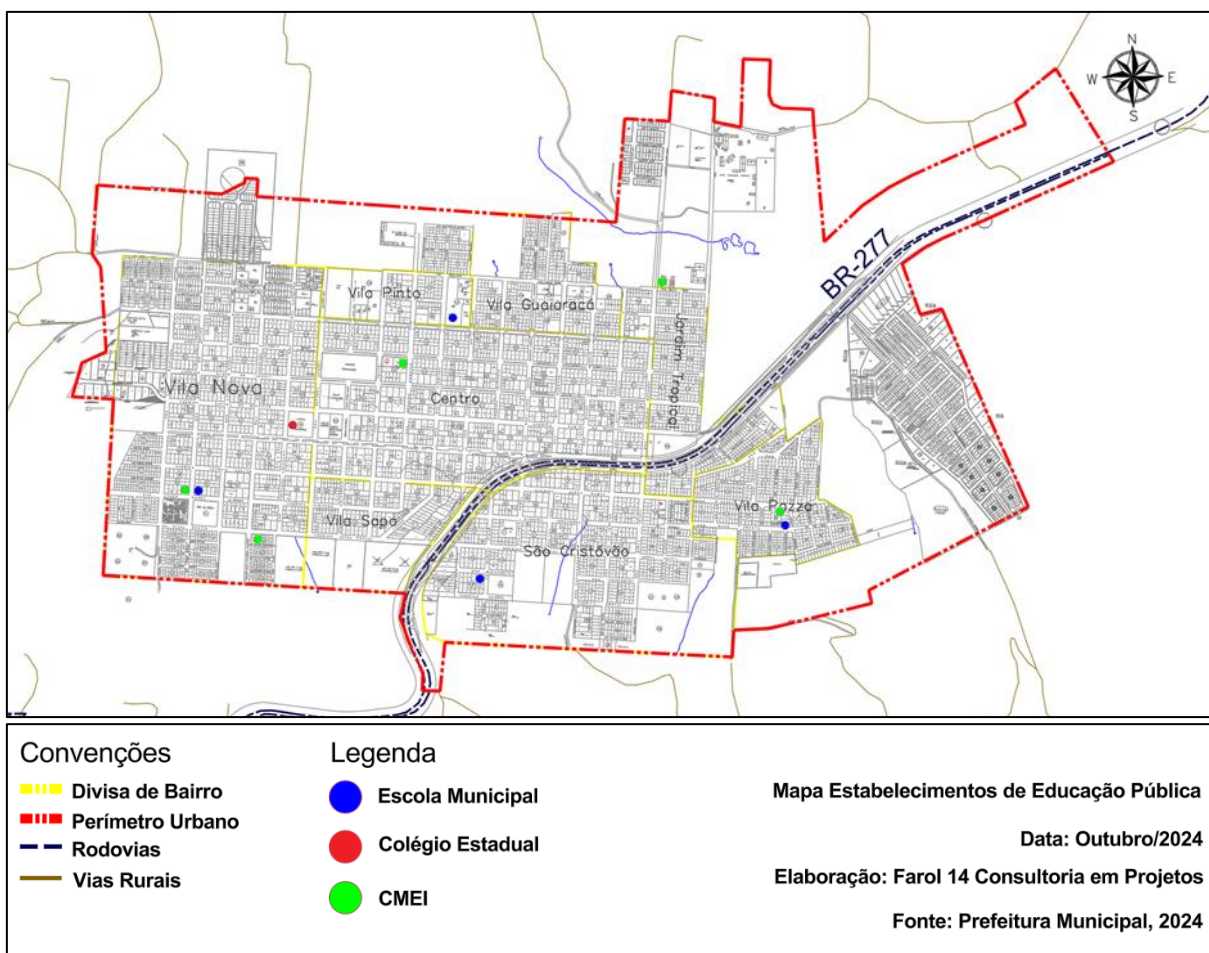 N
W
E
S
BR-277
Vila Pinto
Vila Guaiaracá
Jardim Tropical
Vila Nova
Centro
Vila Sapo
São Cristóvão
Vila Pazza
Convenções
Divisa de Bairro
Perímetro Urbano
Rodovias
Vias Rurais
Legenda
Escola Municipal
Colégio Estadual
CMEI
Mapa Estabelecimentos de Educação Pública
Data: Outubro/2024
Elaboração: Farol 14 Consultoria em Projetos
Fonte: Prefeitura Municipal, 2024